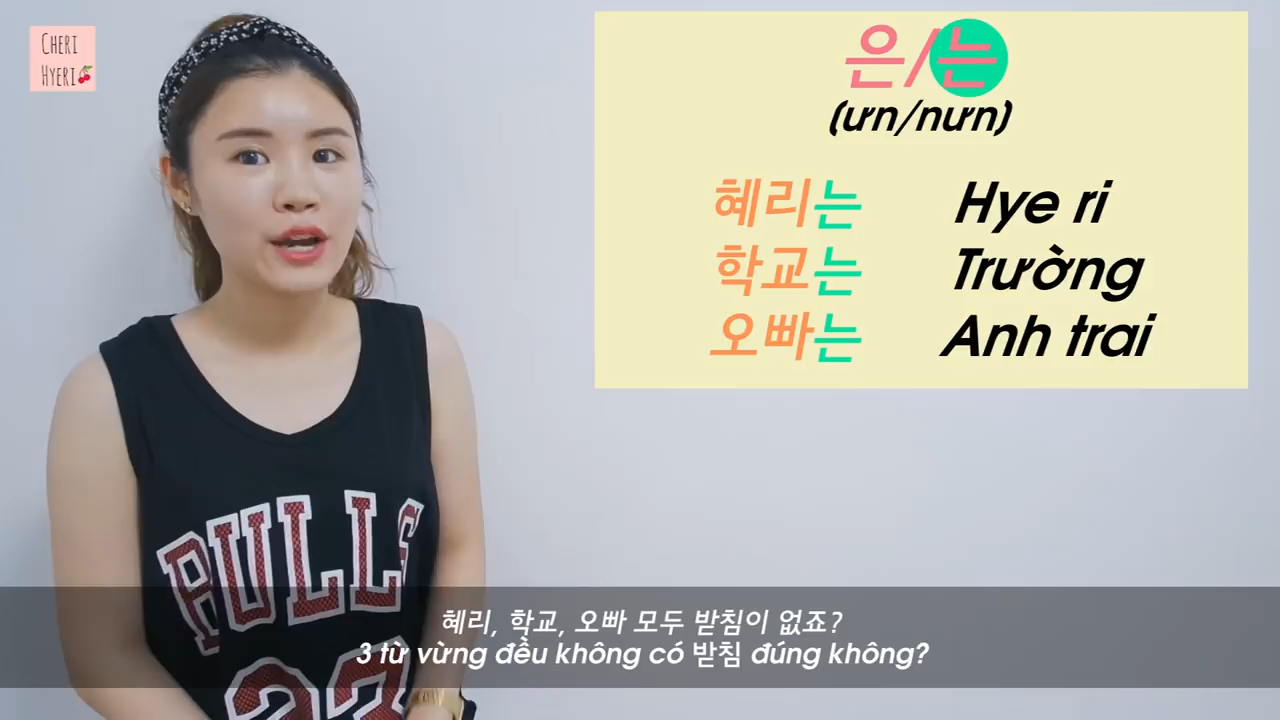 CHERI
HYERI
은/는
(ưn/nưn)
혜리는 Hye ri
학교는 Trường
오빠는 Anh trai
BULLS
23
혜리, 학교, 오빠 모두 받침이 없죠?
3 từ vựng đều không có 받침 đúng không?